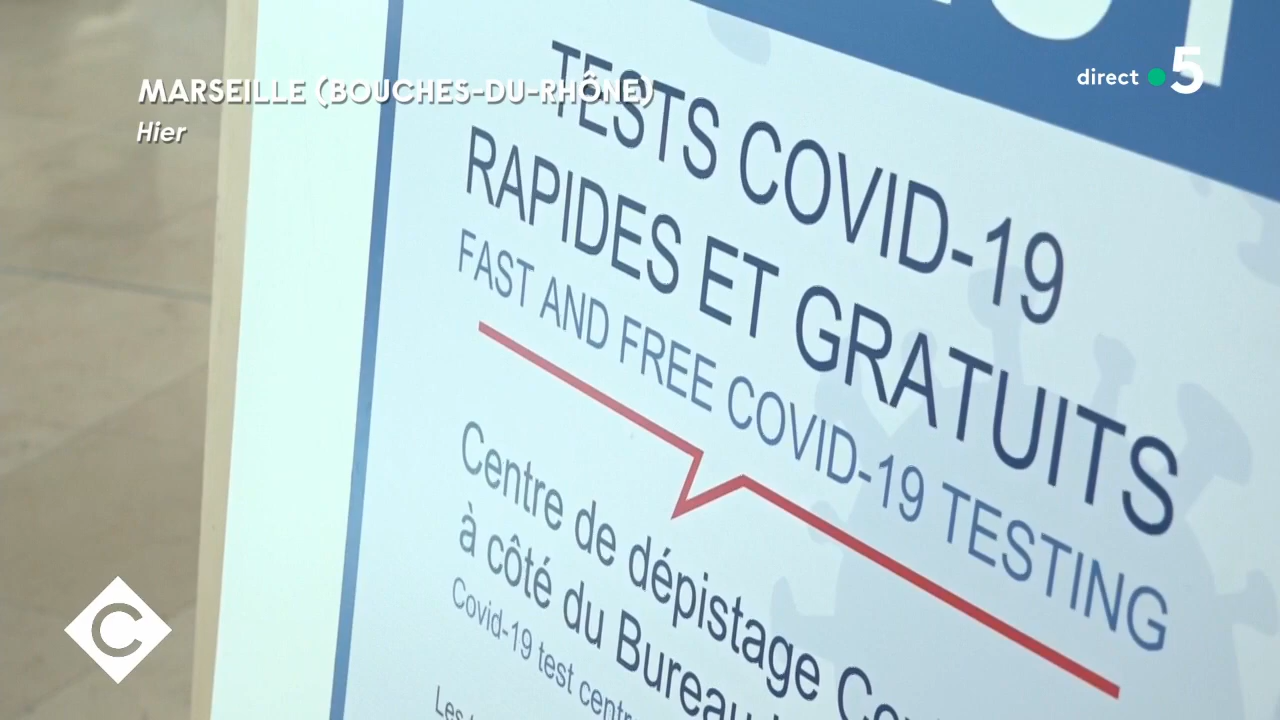 MARSEILLE (BOUCHES-DU-RHÔNE)
Hier
direct 5
TESTS COVID-19
RAPIDES ET GRATUITS
FAST AND FREE COVID-19 TESTING
Centre de dépistage
à côté du Bureau
Covid-19 test
Les
C